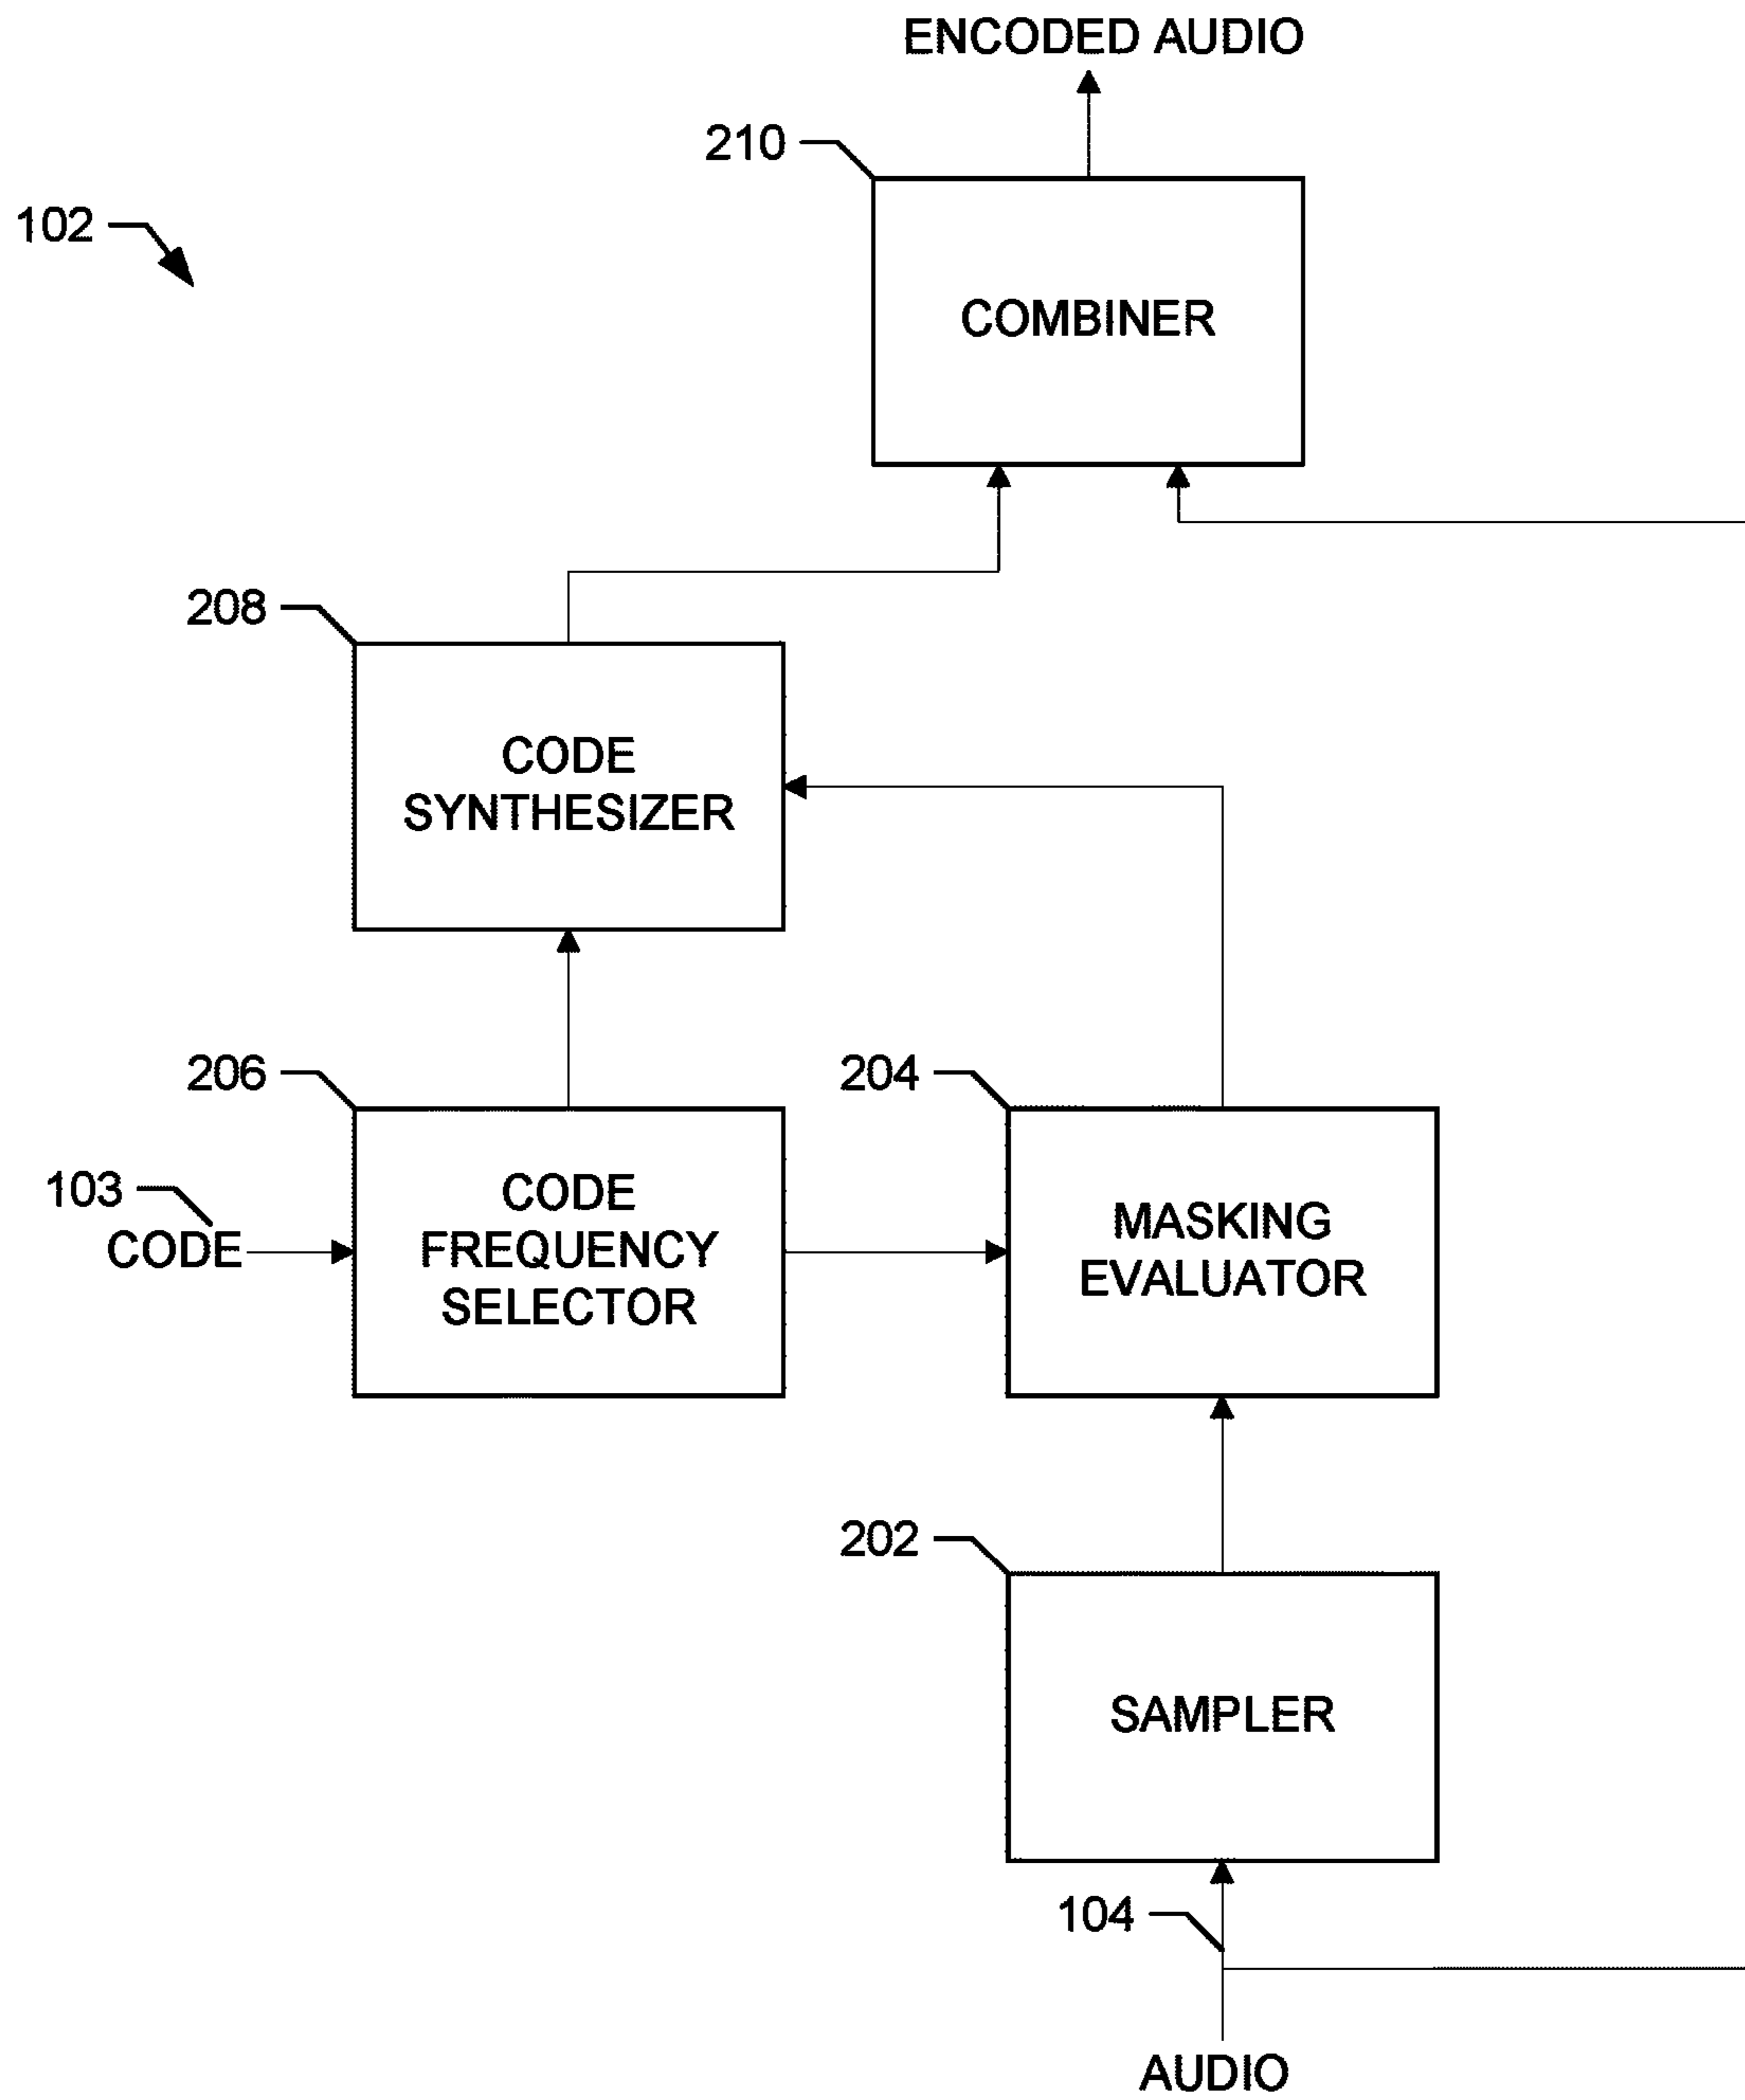 ENCODED AUDIO
210
102
COMBINER
208
CODE
SYNTHESIZER
206
204
103
CODE
CODE
FREQUENCY
SELECTOR
MASKING
EVALUATOR
202
SAMPLER
104
AUDIO